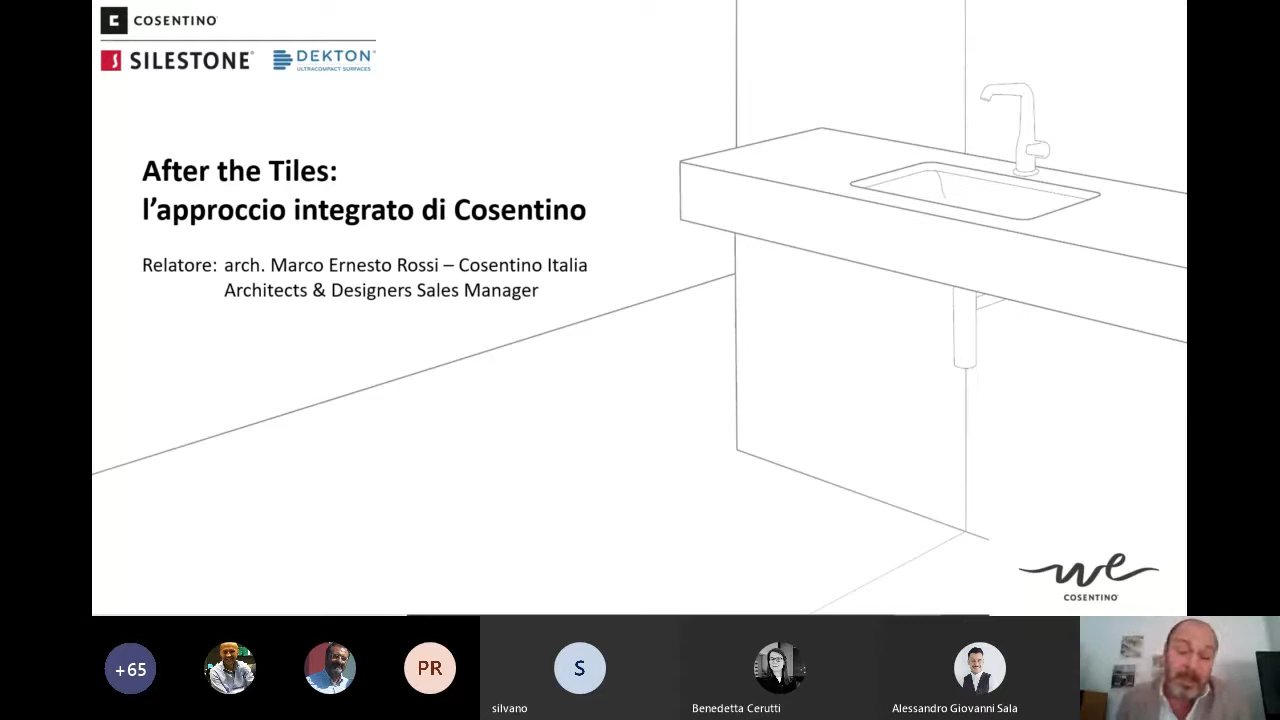 COSENTINO
SILESTONE®
DEKTON
ULTRACOMPACT SURFACES
After the Tiles:
l’approccio integrato di Cosentino
Relatore: arch. Marco Ernesto Rossi – Cosentino Italia
Architects & Designers Sales Manager
we
COSENTINO
+65
PR
S
silvano
Benedetta Cerutti
Alessandro Giovanni Sala